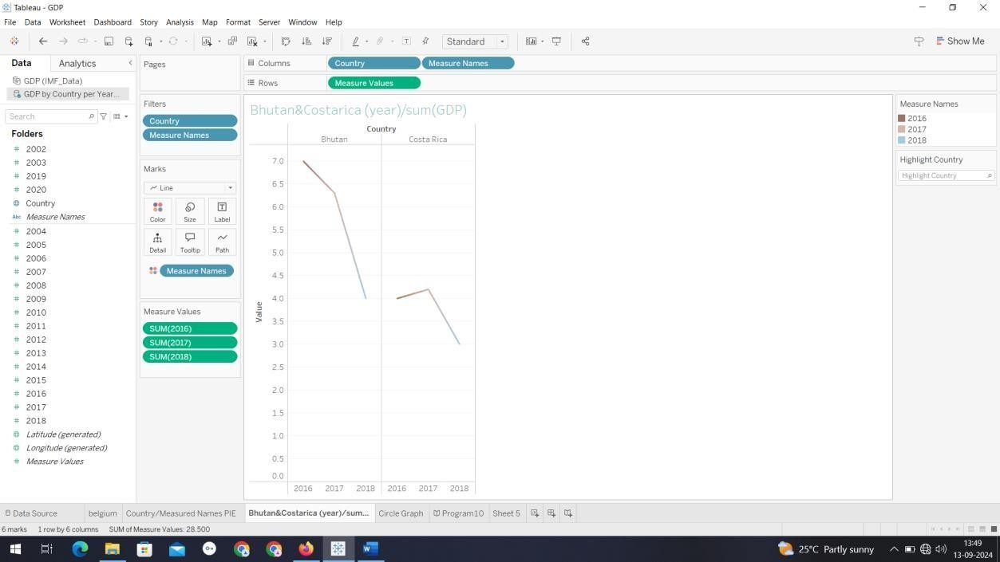 Tableau - GDP
File Data Worksheet Dashboard Story Analysis Map Format Server Window Help
Standard
Show Me
Data Analytics
GDP (IMF_Data)
GDP by Country per Year...
Search
Folders
2002
2003
2019
2020
Country
Abc Measure Names
2004
2005
2006
2007
2008
2009
2010
2011
2012
2013
2014
2015
2016
2017
2018
Latitude (generated)
Longitude (generated)
Measure Values
Pages
Filters
Country
Measure Names
Marks
Line
Color Size Label
Detail Tooltip Path
Measure Names
Measure Values
SUM(2016)
SUM(2017)
SUM(2018)
Columns Country Measure Names
Rows Measure Values
Bhutan&Costarica (year)/sum(GDP)
Country
Bhutan Costa Rica
7.0
6.5
6.0
5.5
5.0
4.5
4.0
3.5
3.0
2.5
2.0
1.5
1.0
0.5
0.0
Value
2016 2017 2018 2016 2017 2018
Measure Names
2016
2017
2018
Highlight Country
Highlight Country
Data Source belgium Country/Measured Names PIE Bhutan&Costarica (year)/sum... Circle Graph Program10 Sheet 5
6 marks 1 row by 6 columns SUM of Measure Values: 28.500
25°C Partly sunny
13:49
13-09-2024